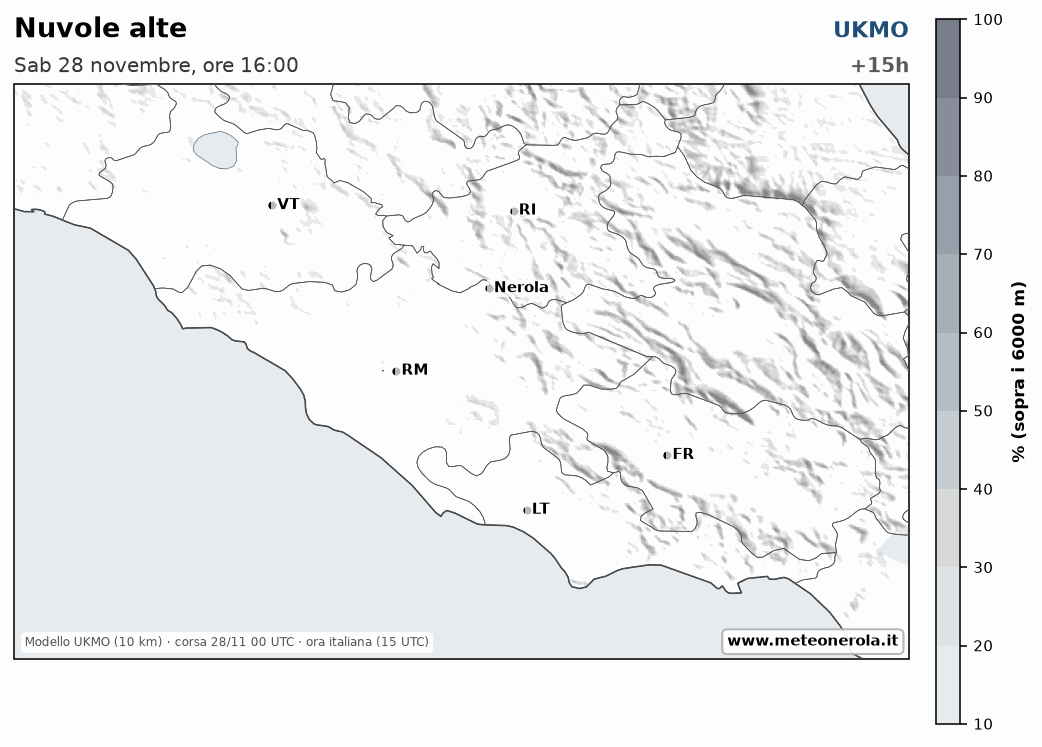 Nuvole alte
UKMO
Sab 28 novembre, ore 16:00
+15h
100
90
80
70
60
50
40
30
20
10
% (sopra i 6000 m)
VT
RI
Nerola
RM
FR
LT
Modello UKMO (10 km) · corsa 28/11 00 UTC · ora italiana (15 UTC)
www.meteonerola.it